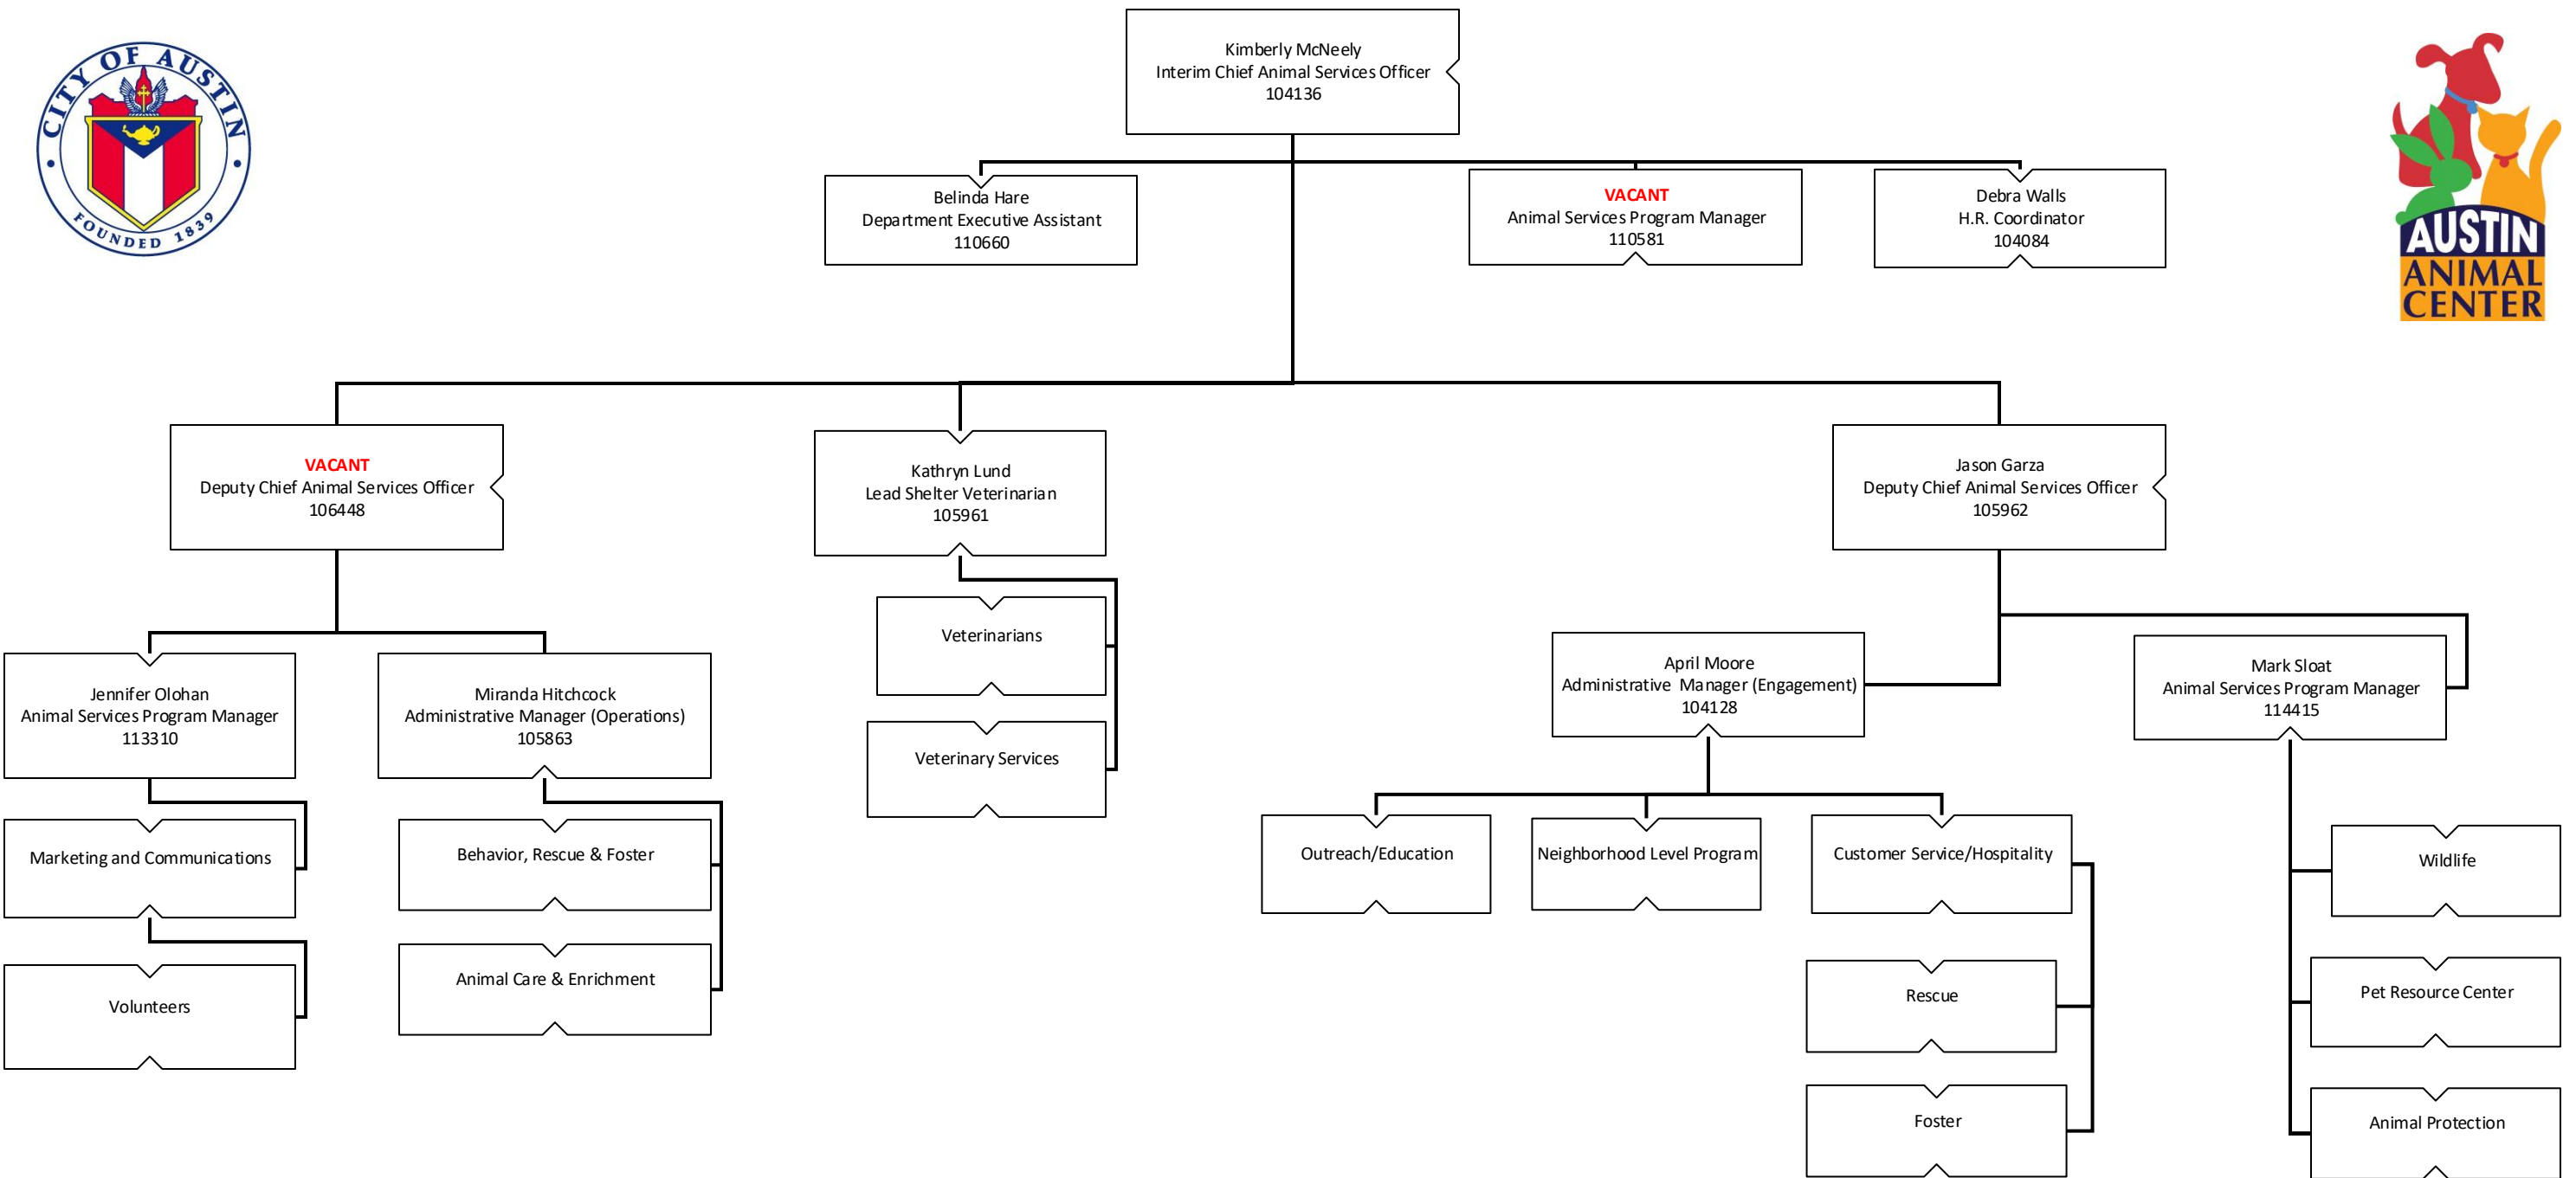 CITY OF AUSTIN
FOUNDED 1839
Kimberly McNeely
Interim Chief Animal Services Officer
104136
AUSTIN
ANIMAL
CENTER
Belinda Hare
Department Executive Assistant
110660
VACANT
Animal Services Program Manager
110581
Debra Walls
H.R. Coordinator
104084
VACANT
Deputy Chief Animal Services Officer
106448
Kathryn Lund
Lead Shelter Veterinarian
105961
Jason Garza
Deputy Chief Animal Services Officer
105962
Jennifer Olohan
Animal Services Program Manager
113310
Miranda Hitchcock
Administrative Manager (Operations)
105863
Veterinarians
Veterinary Services
April Moore
Administrative Manager (Engagement)
104128
Mark Sloat
Animal Services Program Manager
114415
Marketing and Communications
Volunteers
Behavior, Rescue & Foster
Animal Care & Enrichment
Outreach/Education
Neighborhood Level Program
Customer Service/Hospitality
Rescue
Foster
Wildlife
Pet Resource Center
Animal Protection